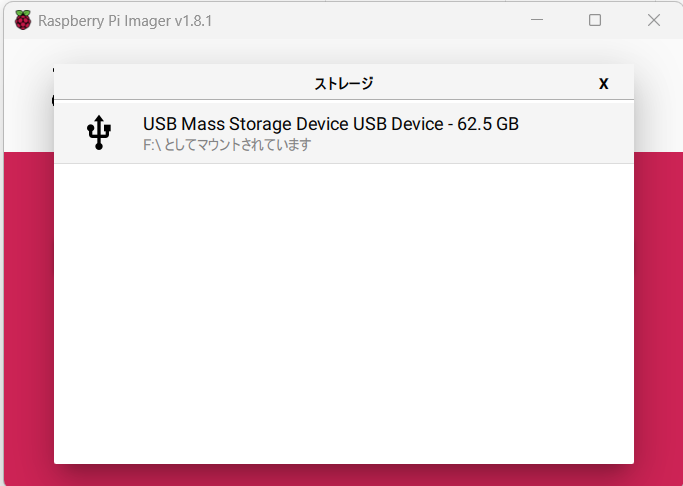 Raspberry Pi Imager v1.8.1
ストレージ
X
USB Mass Storage Device USB Device - 62.5 GB
F:\ としてマウントされています